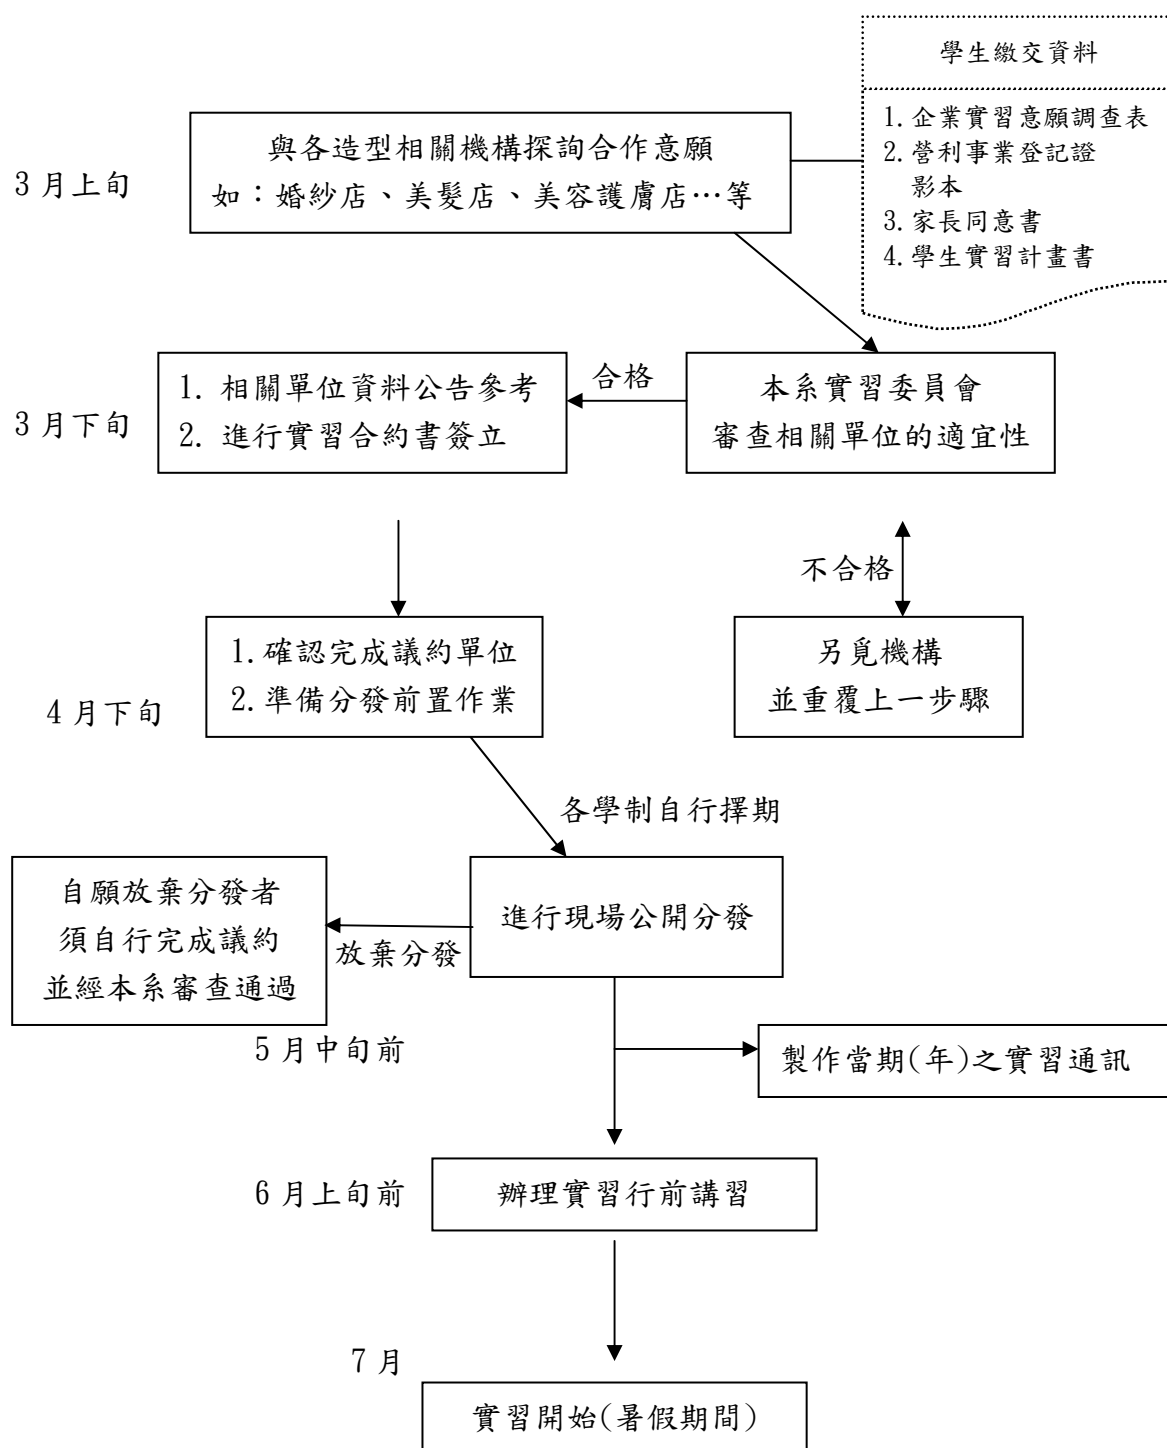 學生繳交資料
1.企業實習意願調查表
2.營利事業登記證
影本
3.家長同意書
4.學生實習計畫書
3月上旬
與各造型相關機構探詢合作意願
如：婚紗店、美髮店、美容護膚店…等
3月下旬
1. 相關單位資料公告參考
2. 進行實習合約書簽立
合格
本系實習委員會
審查相關單位的適宜性
不合格
4月下旬
1.確認完成議約單位
2.準備分發前置作業
另覓機構
並重覆上一步驟
各學制自行擇期
自願放棄分發者
須自行完成議約
並經本系審查通過
放棄分發
進行現場公開分發
5月中旬前
製作當期(年)之實習通訊
6月上旬前
辦理實習行前講習
7月
實習開始(暑假期間)